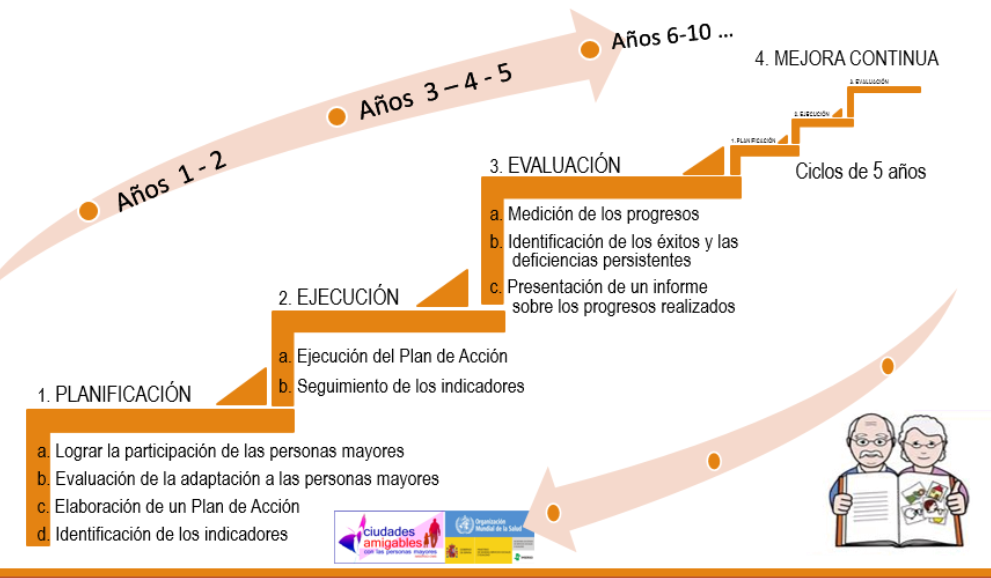 Años 1 - 2
Años 3 – 4 - 5
Años 6-10 ...
1. PLANIFICACIÓN
a. Lograr la participación de las personas mayores
b. Evaluación de la adaptación a las personas mayores
c. Elaboración de un Plan de Acción
d. Identificación de los indicadores
2. EJECUCIÓN
a. Ejecución del Plan de Acción
b. Seguimiento de los indicadores
3. EVALUACIÓN
a. Medición de los progresos
b. Identificación de los éxitos y las
deficiencias persistentes
c. Presentación de un informe
sobre los progresos realizados
4. MEJORA CONTINUA
1. PLANIFICACIÓN
2. EJECUCIÓN
3. EVALUACIÓN
Ciclos de 5 años
ciudades
amigables
con las personas mayores
Organización
Mundial de la Salud